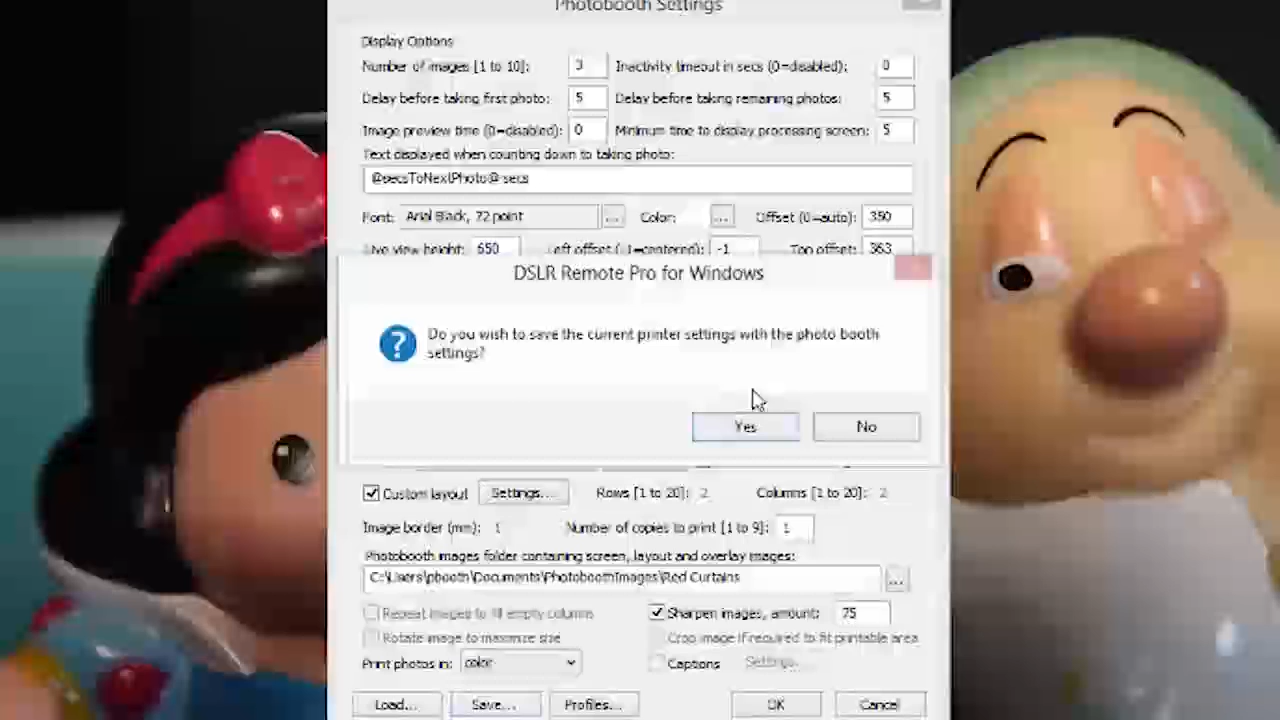 Photobooth Settings
Display Options
Number of images [1 to 10]: 3 Inactivity timeout in secs (0=disabled): 0
Delay before taking first photo: 5 Delay before taking remaining photos: 5
Image preview time (0=disabled): 0 Minimum time to display processing screen: 5
Text displayed when counting down to taking photo:
@secsToNextPhoto@ secs
Font: Arial Black, 72 point ... Color: ... Offset (0=auto): 350
Live view height: 650 Left offset (-1=centered): -1 Top offset: 363
DSLR Remote Pro for Windows
Do you wish to save the current printer settings with the photo booth
settings?
Yes No
Custom layout Settings... Rows [1 to 20]: 2 Columns [1 to 20]: 2
Image border (mm): 1 Number of copies to print [1 to 9]: 1
Photobooth images folder containing screen, layout and overlay images:
C:\Users\pbooth\Documents\PhotoboothImages\Red Curtains ...
Repeat images to fill empty columns Sharpen images, amount: 75
Rotate image to maximize size Crop image if required to fit printable area
Print photos in: color Captions Settings...
Load... Save... Profiles... OK Cancel